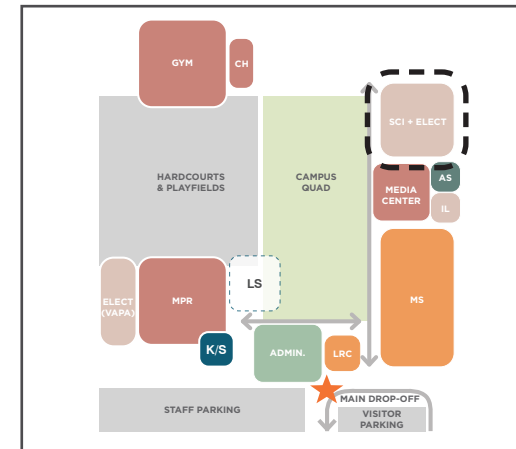 GYM
CH
SCI + ELECT
HARDCOURTS
& PLAYFIELDS
CAMPUS
QUAD
MEDIA
CENTER
AS
IL
LS
ELECT
(VAPA)
MPR
MS
K/S
ADMIN.
LRC
STAFF PARKING
MAIN DROP-OFF
VISITOR
PARKING